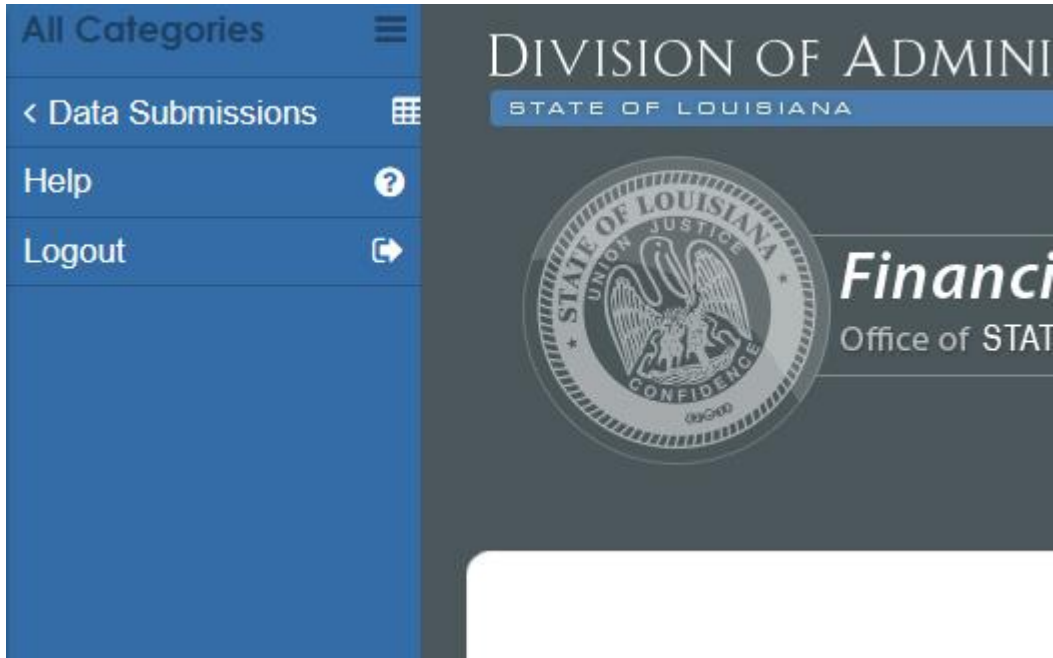 All Categories
< Data Submissions
Help
Logout
DIVISION OF ADMINI
STATE OF LOUISIANA
STATE OF LOUISIANA
UNION JUSTICE
CONFIDENCE
Financi
Office of STAT